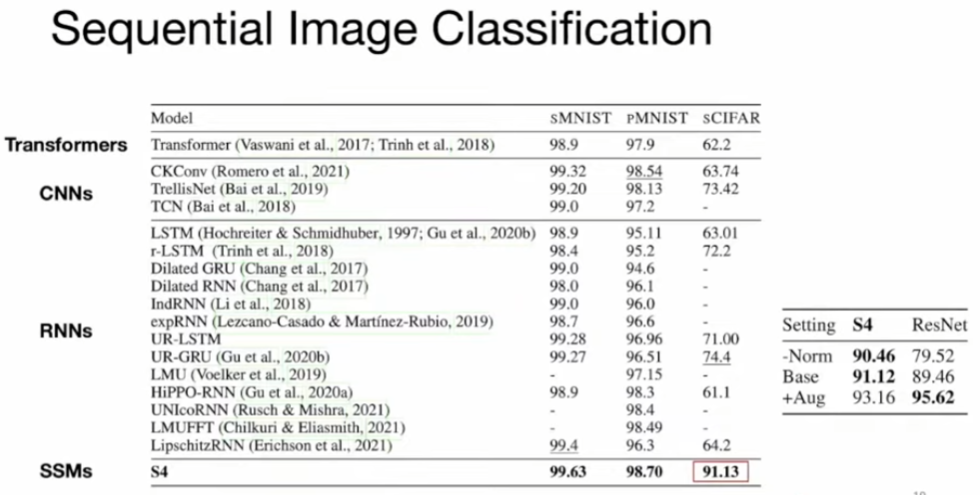 Sequential Image Classification
Model sMNIST pMNIST sCIFAR
Transformers Transformer (Vaswani et al., 2017; Trinh et al., 2018) 98.9 97.9 62.2
CNNs
CKConv (Romero et al., 2021) 99.32 98.54 63.74
TrellisNet (Bai et al., 2019) 99.20 98.13 73.42
TCN (Bai et al., 2018) 99.0 97.2 -
RNNs
LSTM (Hochreiter & Schmidhuber, 1997; Gu et al., 2020b) 98.9 95.11 63.01
r-LSTM (Trinh et al., 2018) 98.4 95.2 72.2
Dilated GRU (Chang et al., 2017) 99.0 94.6 -
Dilated RNN (Chang et al., 2017) 98.0 96.1 -
IndRNN (Li et al., 2018) 99.0 96.0 -
expRNN (Lezcano-Casado & Martínez-Rubio, 2019) 98.7 96.6 -
UR-LSTM 99.28 96.96 71.00
UR-GRU (Gu et al., 2020b) 99.27 96.51 74.4
LMU (Voelker et al., 2019) - 97.15 -
HiPPO-RNN (Gu et al., 2020a) 98.9 98.3 61.1
UNIcoRNN (Rusch & Mishra, 2021) - 98.4 -
LMUFFT (Chilkuri & Eliasmith, 2021) - 98.49 -
LipschitzRNN (Erichson et al., 2021) 99.4 96.3 64.2
SSMs S4 99.63 98.70 91.13
Setting S4 ResNet
-Norm 90.46 79.52
Base 91.12 89.46
+Aug 93.16 95.62